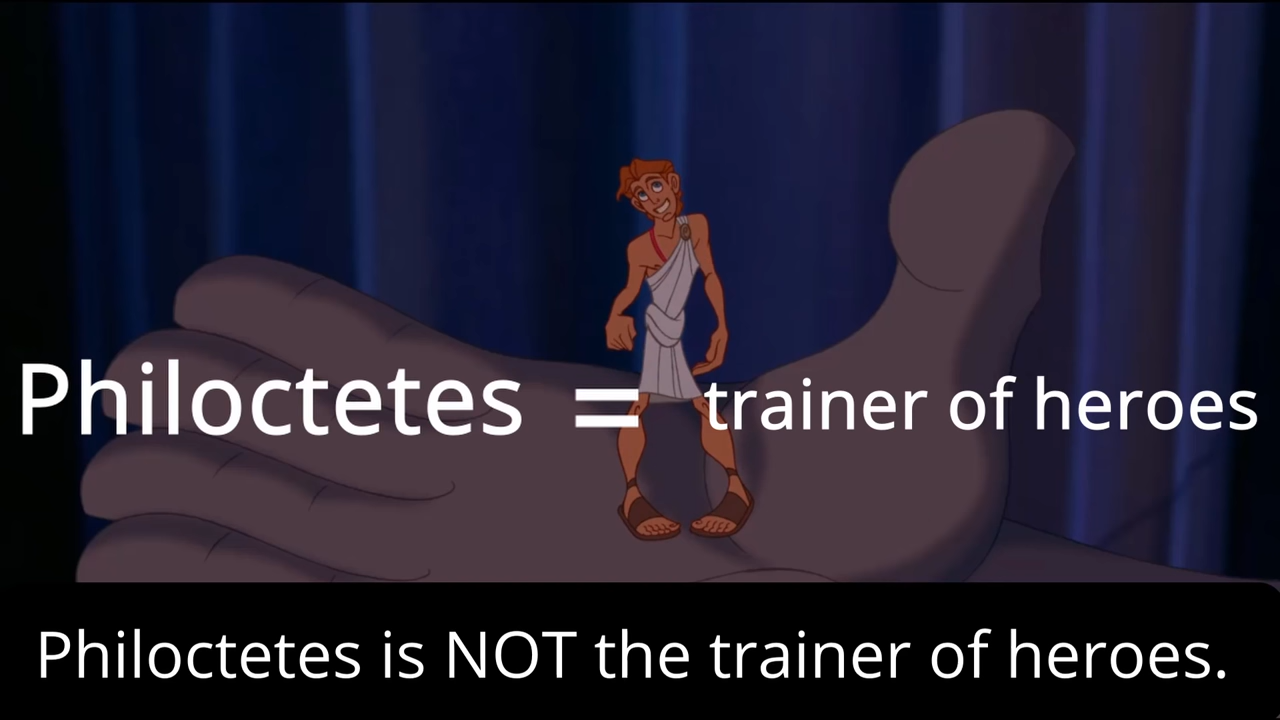 Philoctetes = trainer of heroes
Philoctetes is NOT the trainer of heroes.